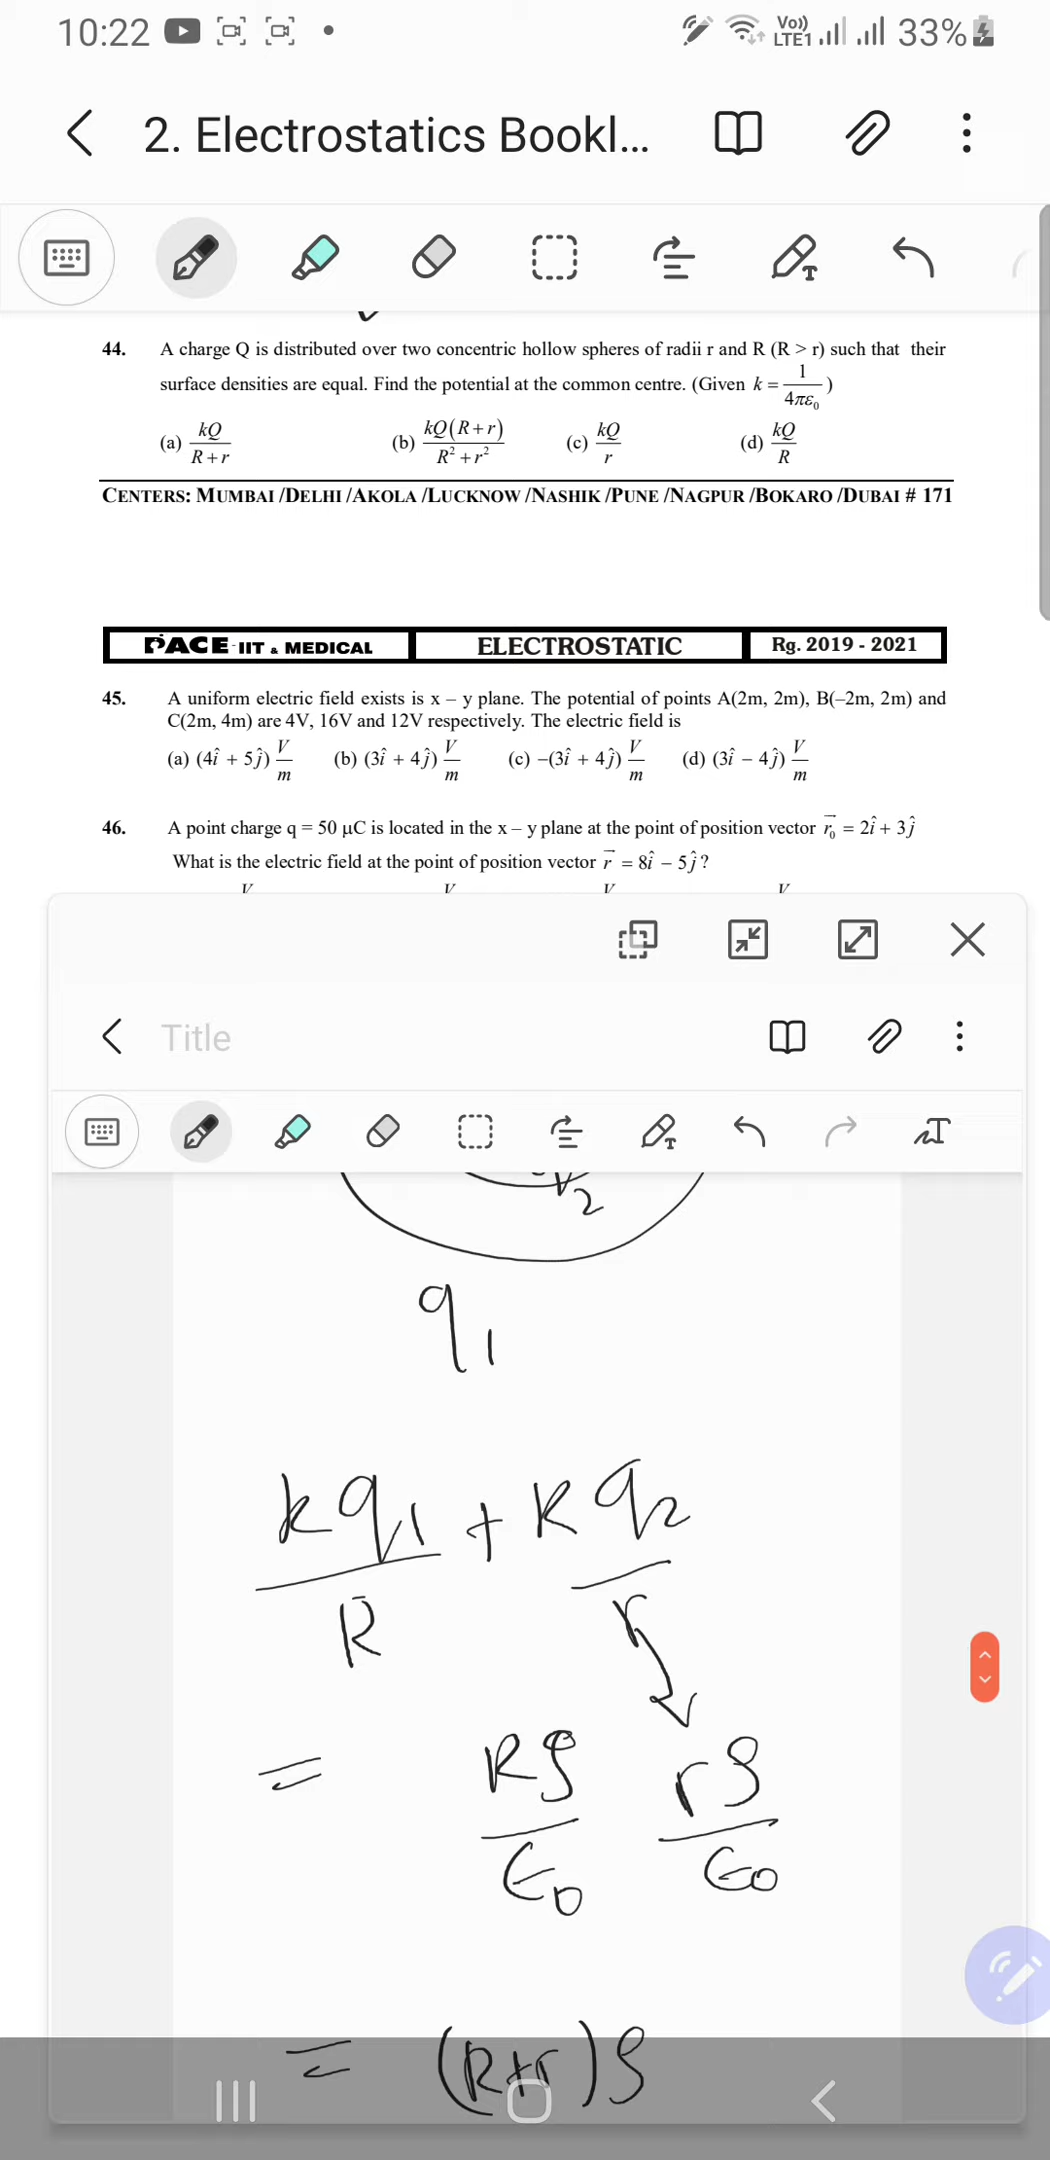 10:22 Vo)) LTE1 33%
2. Electrostatics Bookl...
44. A charge Q is distributed over two concentric hollow spheres of radii r and R (R > r) such that their
surface densities are equal. Find the potential at the common centre. (Given k = 1/4πε₀)
(a) kQ/R+r (b) kQ(R+r)/R²+r² (c) kQ/r (d) kQ/R
CENTERS: MUMBAI /DELHI /AKOLA /LUCKNOW /NASHIK /PUNE /NAGPUR /BOKARO /DUBAI # 171
PACE-IIT & MEDICAL ELECTROSTATIC Rg. 2019 - 2021
45. A uniform electric field exists is x – y plane. The potential of points A(2m, 2m), B(–2m, 2m) and
C(2m, 4m) are 4V, 16V and 12V respectively. The electric field is
(a) (4î + 5ĵ) V/m (b) (3î + 4ĵ) V/m (c) –(3î + 4ĵ) V/m (d) (3î – 4ĵ) V/m
46. A point charge q = 50 μC is located in the x – y plane at the point of position vector r₀ = 2î + 3ĵ
What is the electric field at the point of position vector r = 8î – 5ĵ?
V V V V
Title
2
q₁
kq₁/R + kq₂/r
= Rρ/ε₀ rρ/ε₀
= (R+r)ρ